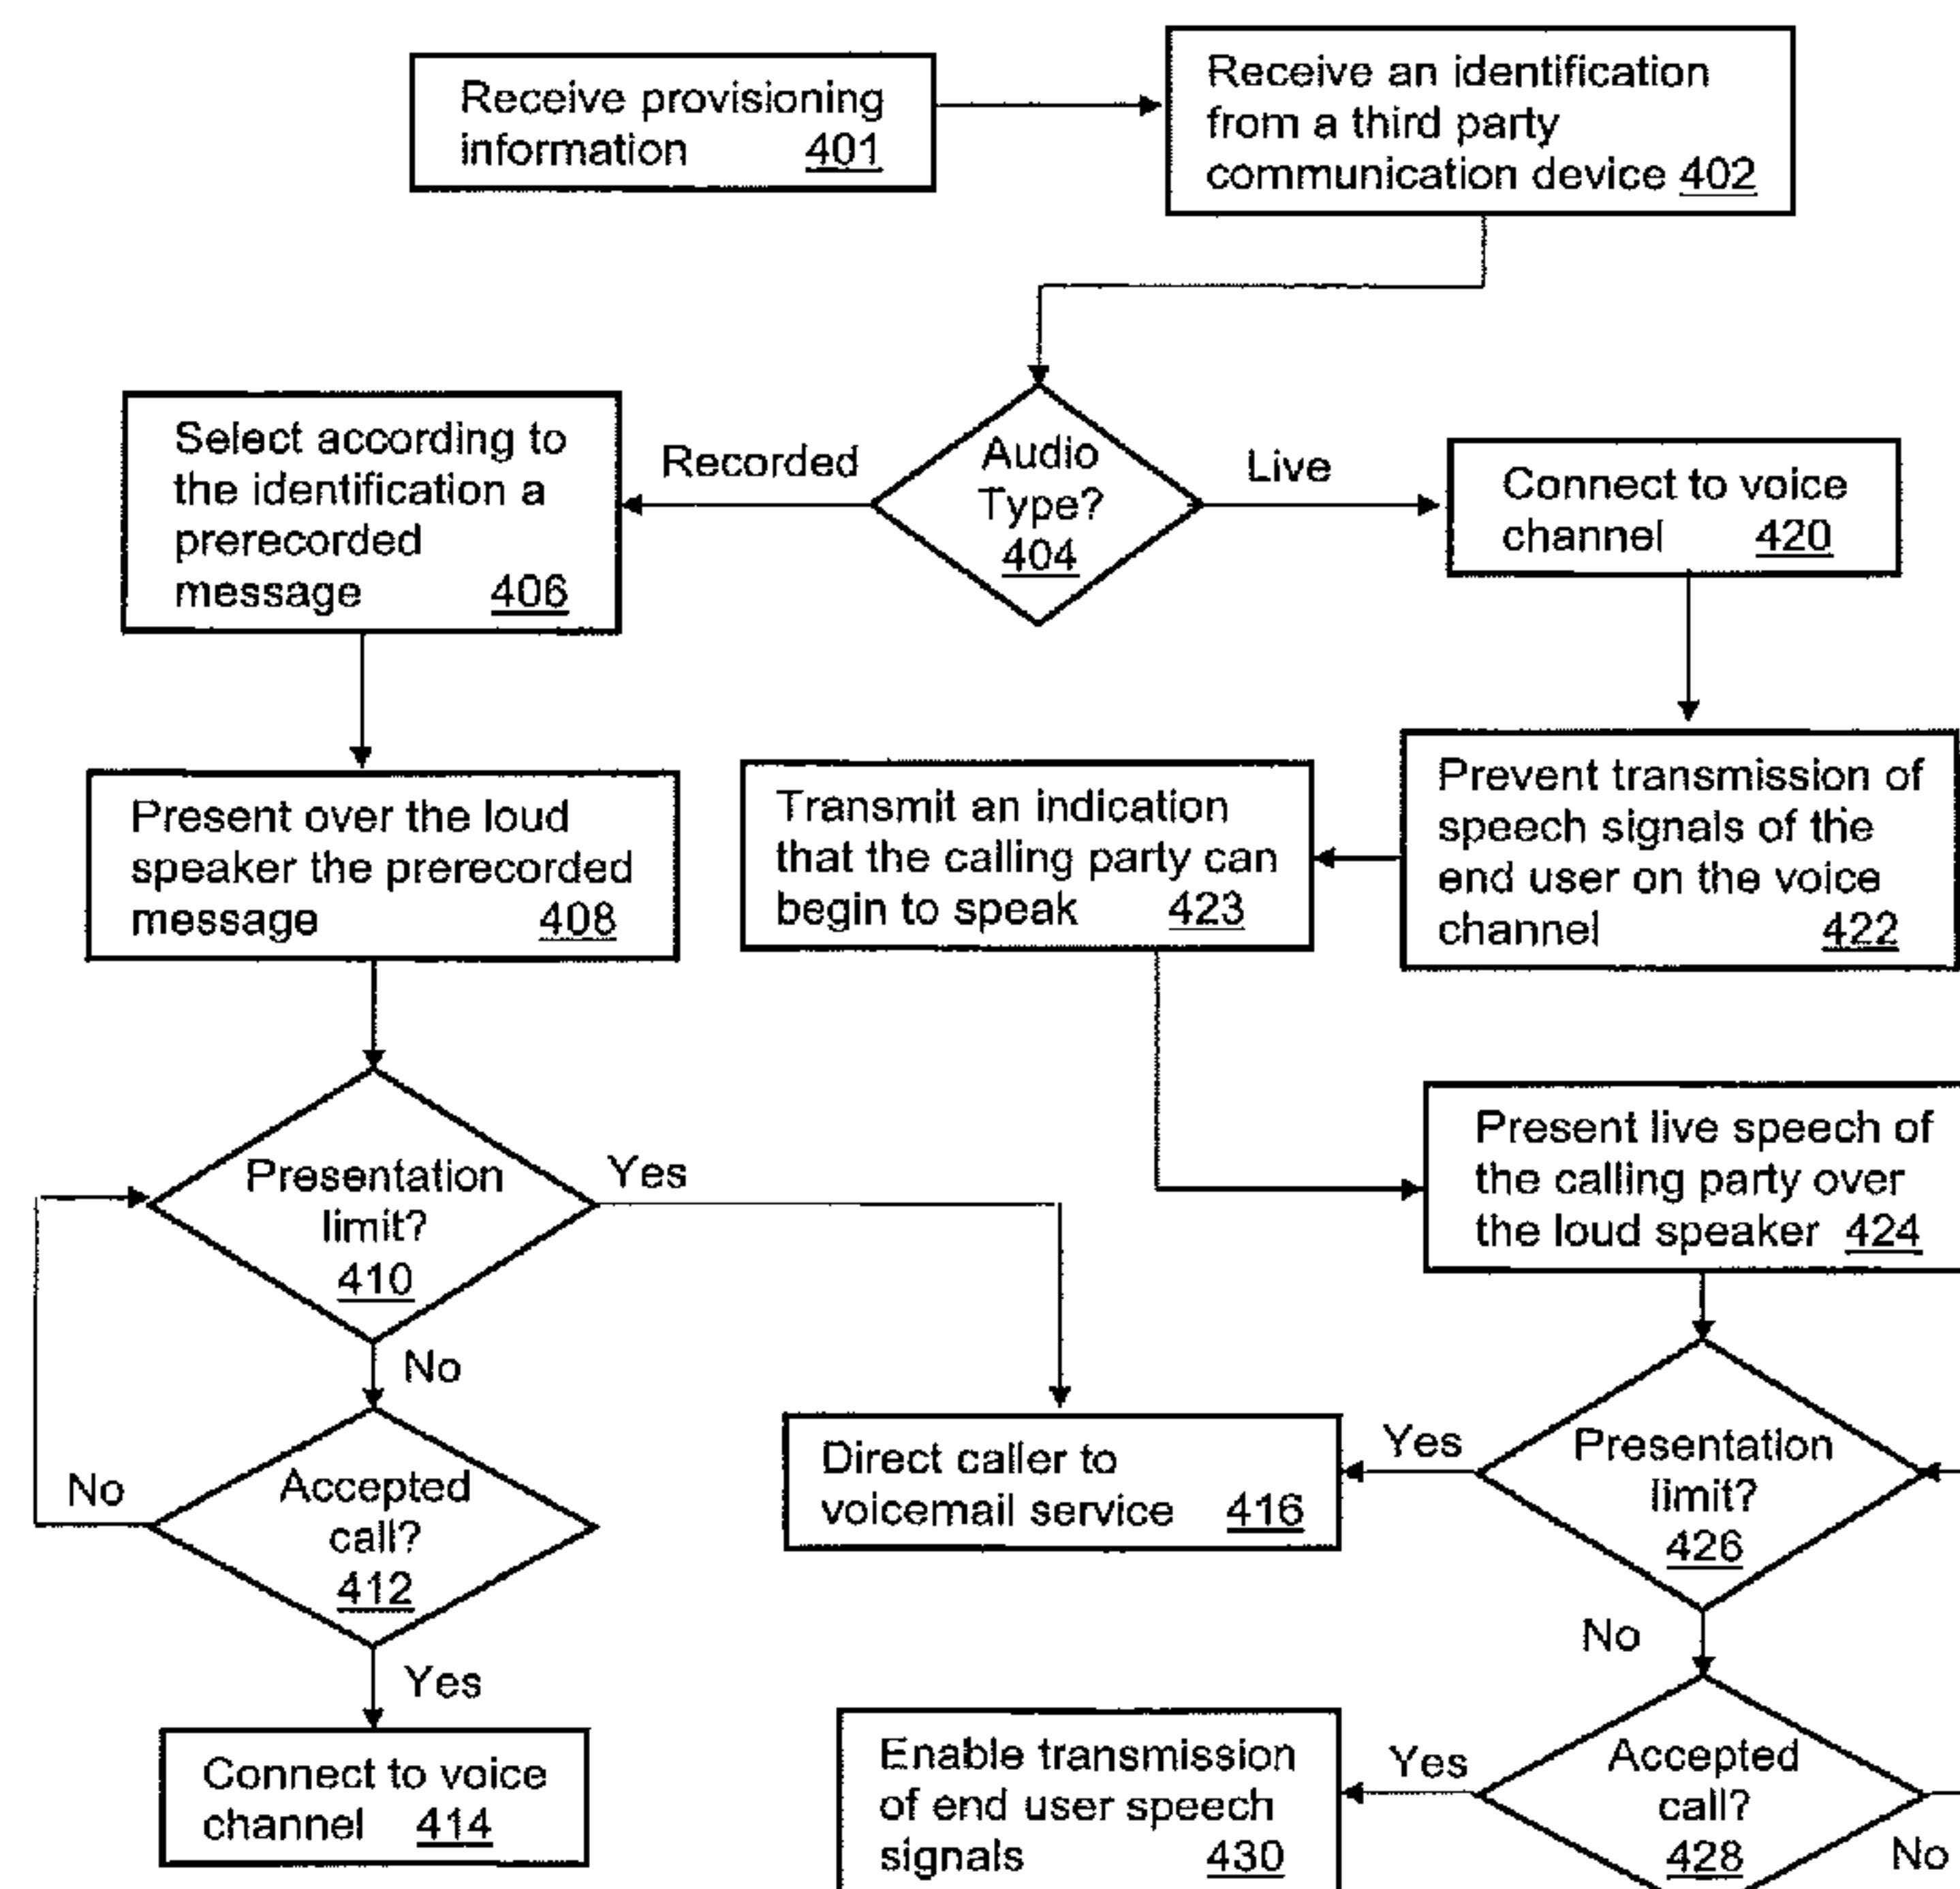 Receive provisioning
information 401
Receive an identification
from a third party
communication device 402
Audio
Type?
404
Recorded
Live
Select according to
the identification a
prerecorded
message 406
Connect to voice
channel 420
Present over the loud
speaker the prerecorded
message 408
Transmit an indication
that the calling party can
begin to speak 423
Prevent transmission of
speech signals of the
end user on the voice
channel 422
Present live speech of
the calling party over
the loud speaker 424
Presentation
limit?
410
Yes
No
Accepted
call?
412
No
Yes
Connect to voice
channel 414
Direct caller to
voicemail service 416
Yes
Presentation
limit?
426
No
Enable transmission
of end user speech
signals 430
Yes
Accepted
call?
428
No